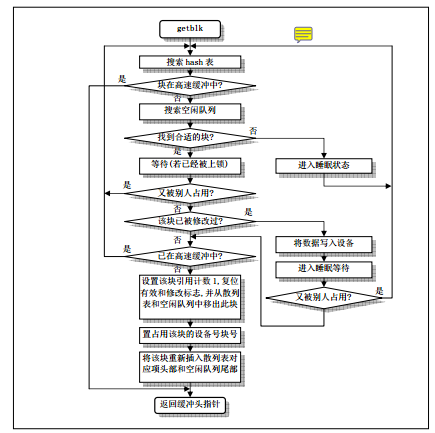 getblk
搜索 hash 表
是
块在高速缓冲中?
否
搜索空闲队列
找到合适的块?
否
是
等待(若已经被上锁)
进入睡眠状态
是
又被别人占用?
否
是
该块已被修改过?
否
将数据写入设备
是
已在高速缓冲中?
进入睡眠等待
否
设置该块引用计数 1,复位
有效和修改标志,并从散列
表和空闲队列中移出此块
又被别人占用?
是
置占用该块的设备号块号
将该块重新插入散列表对
应项头部和空闲队列尾部
返回缓冲头指针